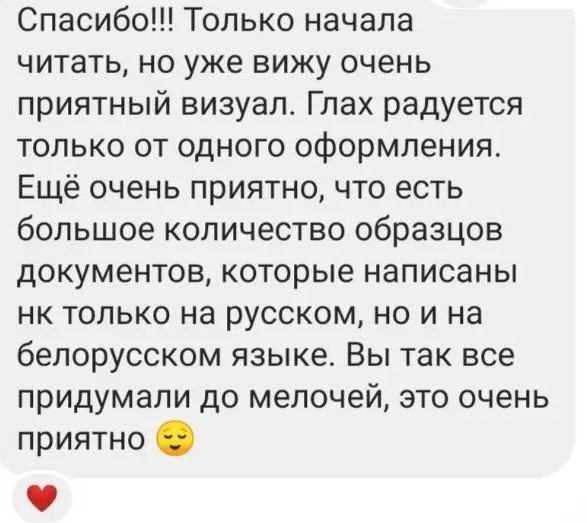 Спасибо!!! Только начала
читать, но уже вижу очень
приятный визуал. Глах радуется
только от одного оформления.
Ещё очень приятно, что есть
большое количество образцов
документов, которые написаны
нк только на русском, но и на
белорусском языке. Вы так все
придумали до мелочей, это очень
приятно 😌
❤️